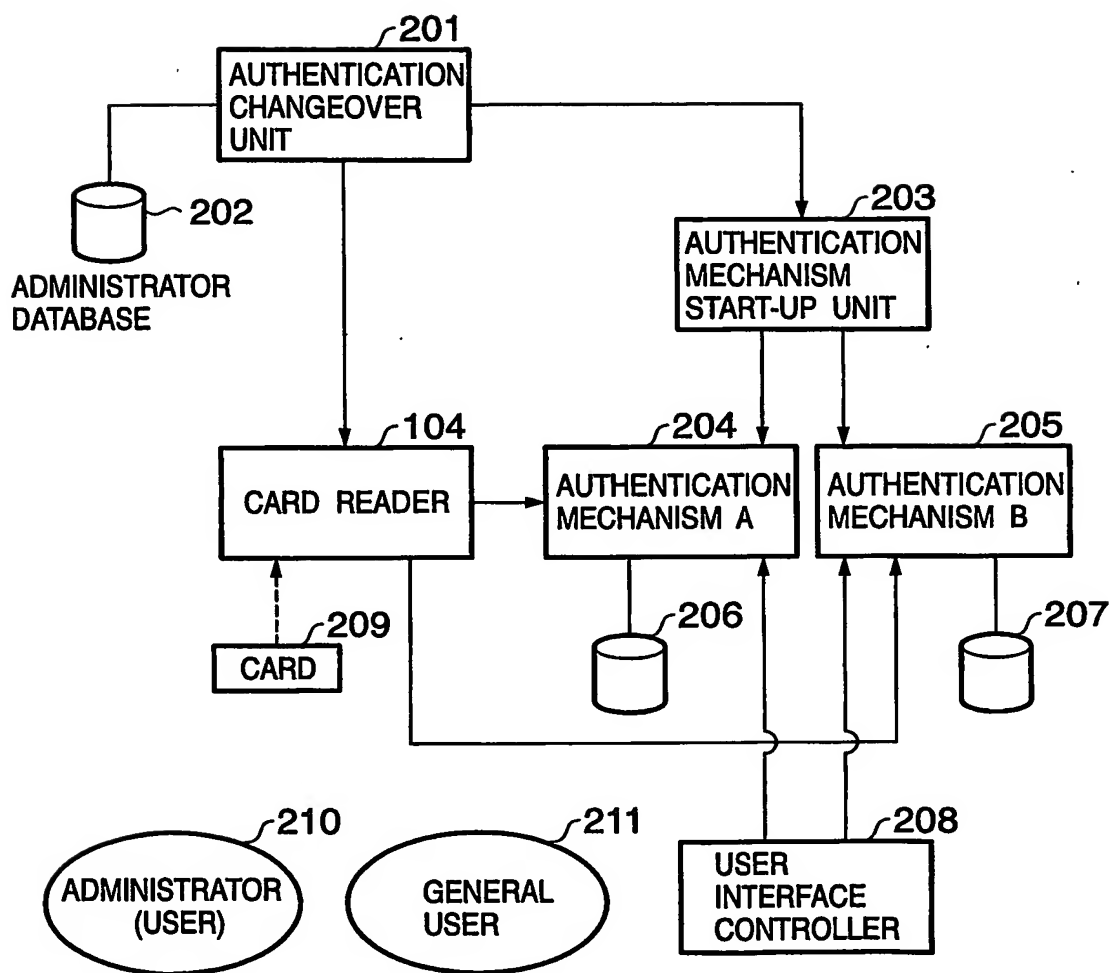 201
AUTHENTICATION
CHANGEOVER
UNIT
202
ADMINISTRATOR
DATABASE
203
AUTHENTICATION
MECHANISM
START-UP UNIT
104
CARD READER
204
AUTHENTICATION
MECHANISM A
205
AUTHENTICATION
MECHANISM B
209
CARD
206
207
210
ADMINISTRATOR
(USER)
211
GENERAL
USER
208
USER
INTERFACE
CONTROLLER